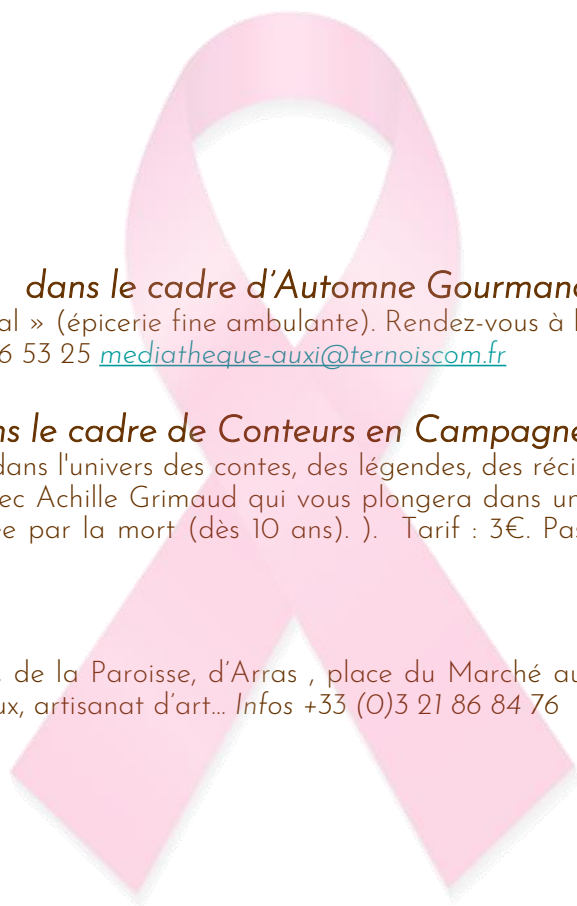 dans le cadre d’Automne Gourmand
al » (épicerie fine ambulante). Rendez-vous à l
6 53 25 mediatheque-auxi@ternoiscom.fr
ns le cadre de Conteurs en Campagne
dans l'univers des contes, des légendes, des réci
ec Achille Grimaud qui vous plongera dans un
e par la mort (dès 10 ans). ). Tarif : 3€. Pas
de la Paroisse, d’Arras , place du Marché au
ux, artisanat d’art… Infos +33 (0)3 21 86 84 76